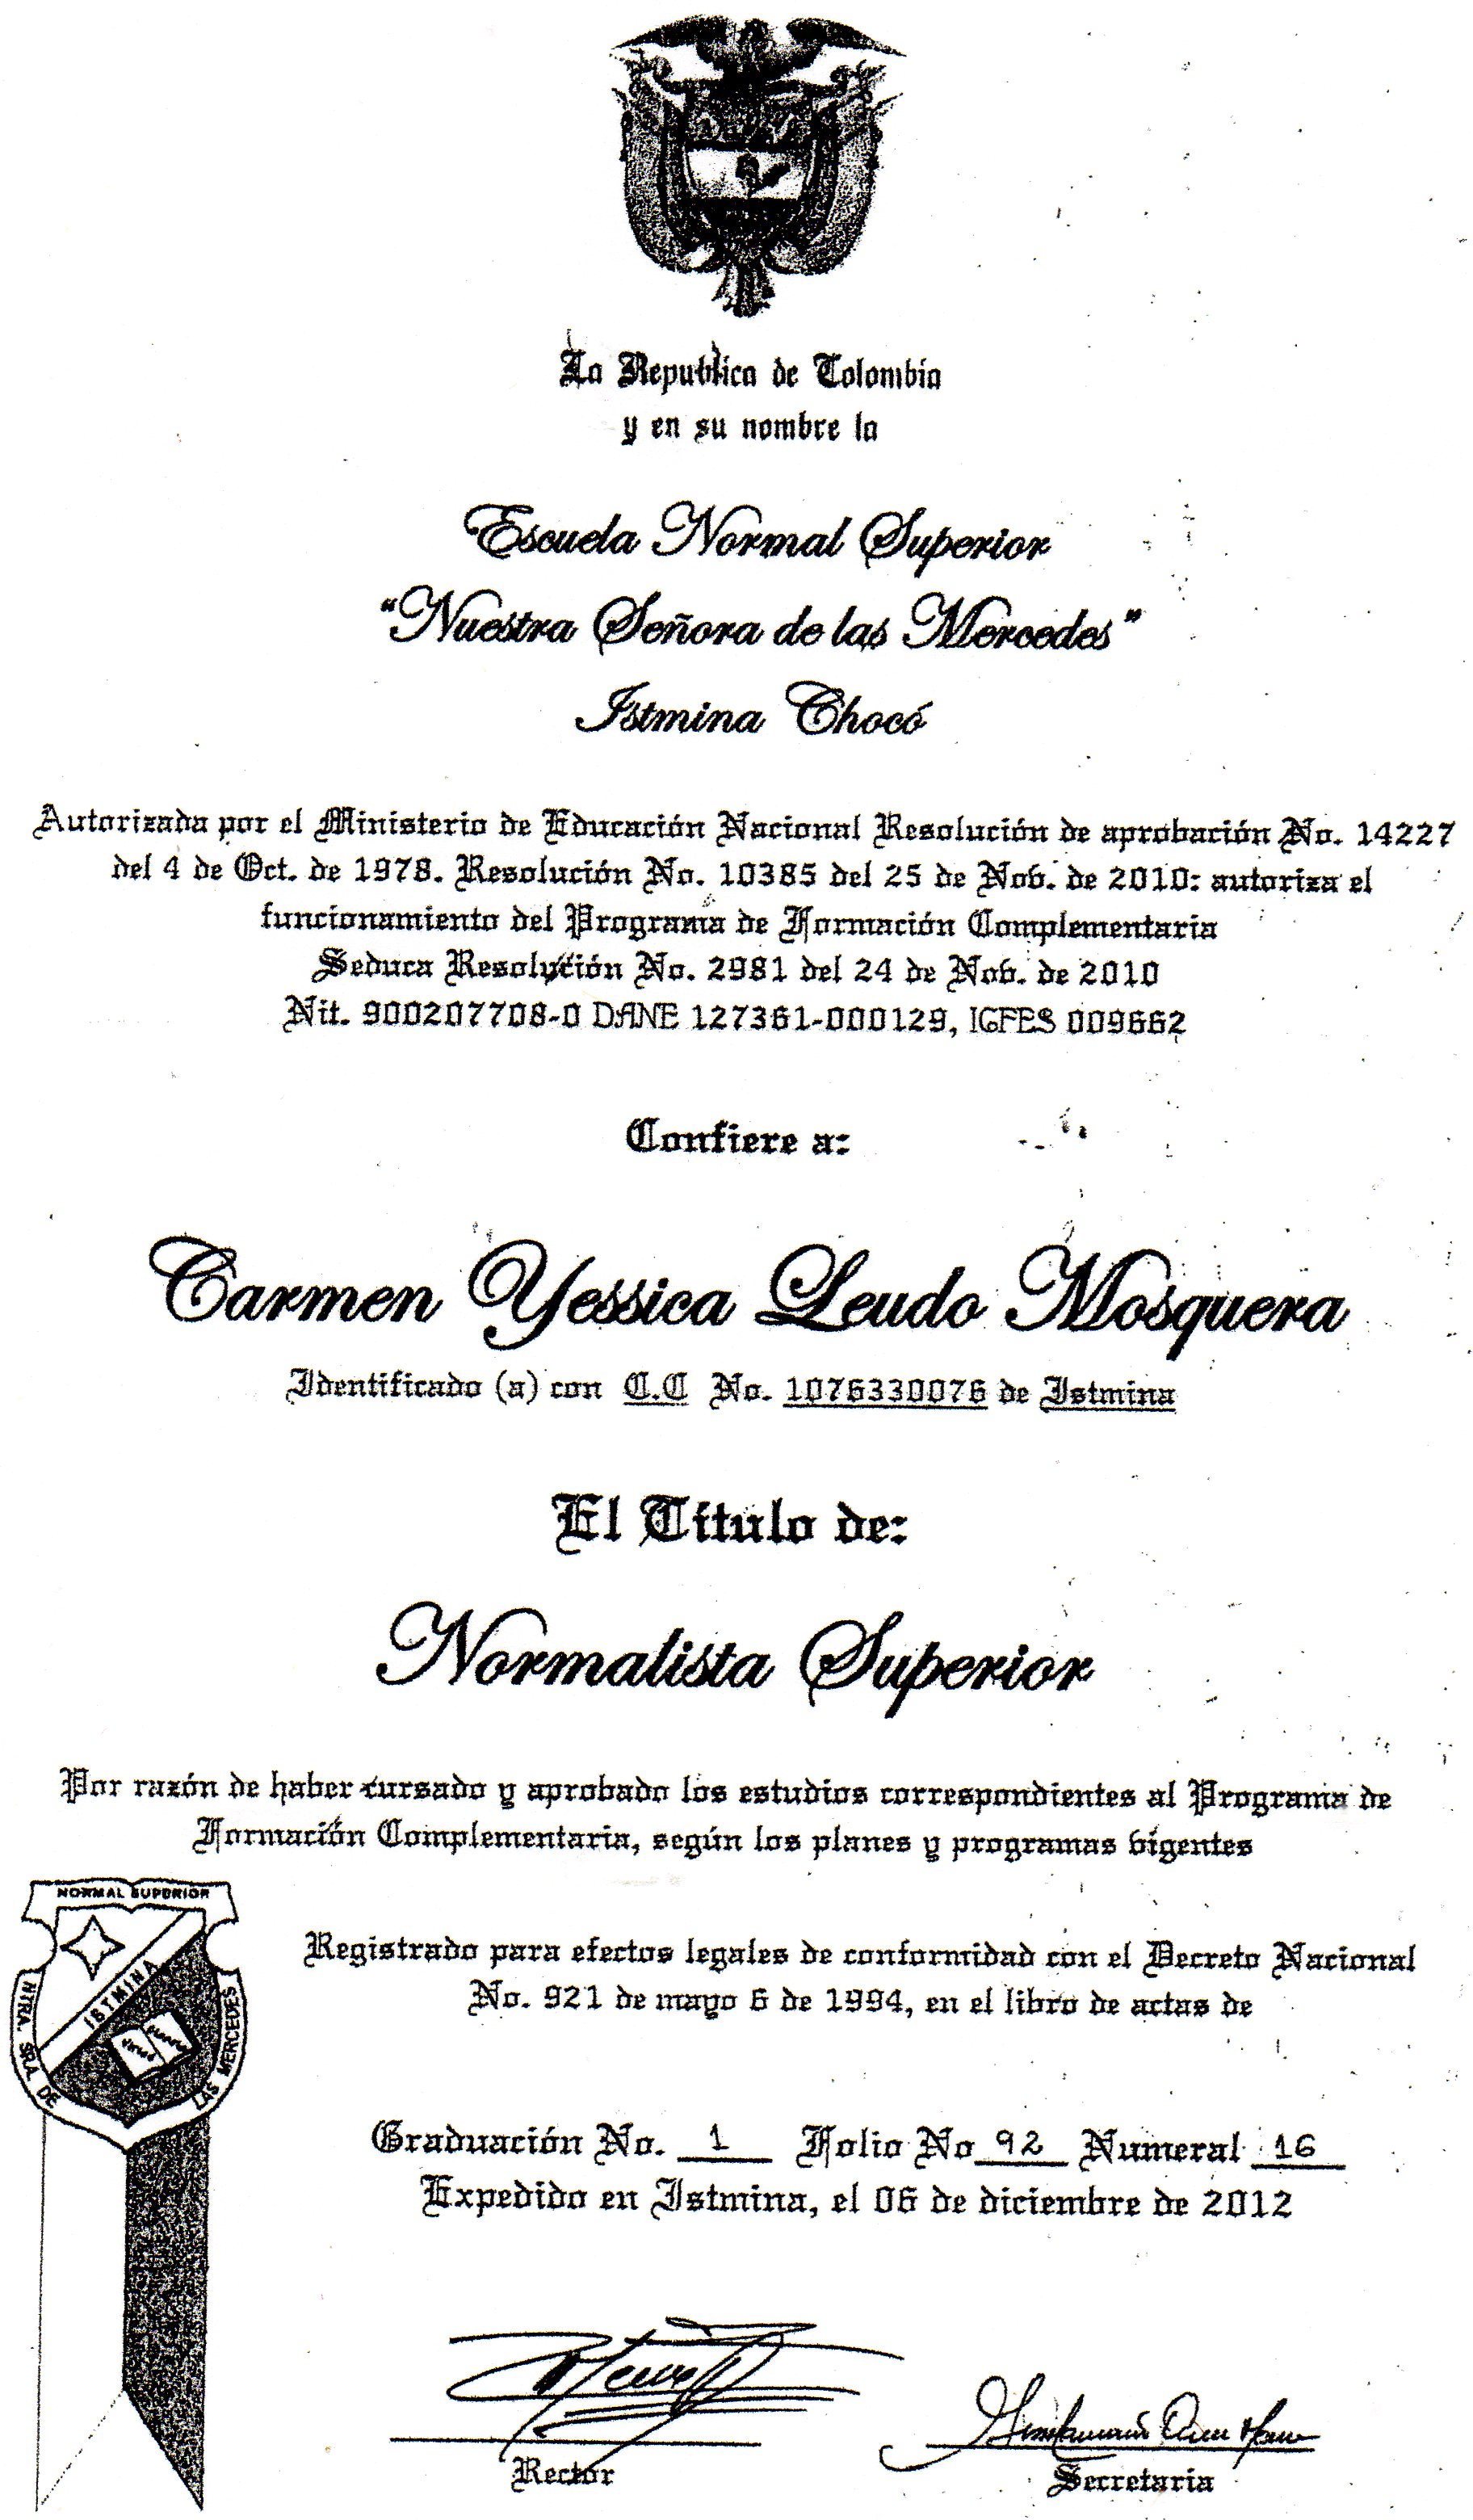 La Republica de Colombia
y en su nombre la
Escuela Normal Superior
"Nuestra Señora de las Mercedes"
Istmina Chocó
Autorizada por el Ministerio de Educación Nacional Resolución de aprobación No. 14227
del 4 de Oct. de 1978. Resolución No. 10385 del 25 de Nov. de 2010: autoriza el
funcionamiento del Programa de Formación Complementaria
Seduca Resolución No. 2981 del 24 de Nov. de 2010
Nit. 900207708-0 DANE 127361-000129, ICFES 009662
Confiere a:
Carmen Yessica Leudo Mosquera
Identificado (a) con C.C No. 1076330076 de Istmina
El Título de:
Normalista Superior
Por razón de haber cursado y aprobado los estudios correspondientes al Programa de
Formación Complementaria, según los planes y programas vigentes
NORMAL SUPERIOR
ISTMINA
NTRA. SRA. DE
LAS MERCEDES
Registrado para efectos legales de conformidad con el Decreto Nacional
No. 921 de mayo 6 de 1994, en el libro de actas de
Graduación No. 1 Folio No 92 Numeral 16
Expedido en Istmina, el 06 de diciembre de 2012
Rector
Secretaria